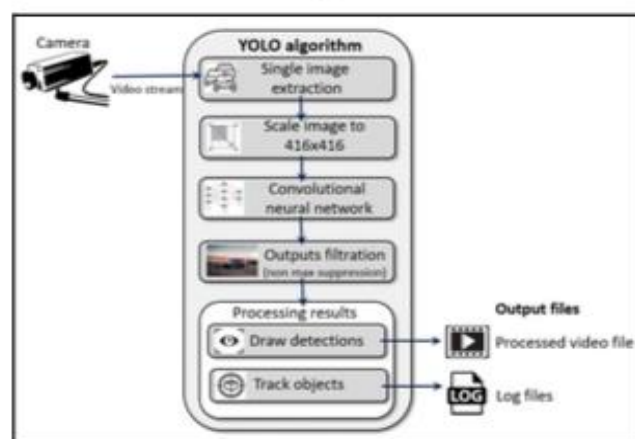 Camera
Video stream
YOLO algorithm
Single image
extraction
Scale image to
416x416
Convolutional
neural network
Outputs filtration
(non max suppression)
Processing results
Draw detections
Track objects
Output files
Processed video file
LOG
Log files